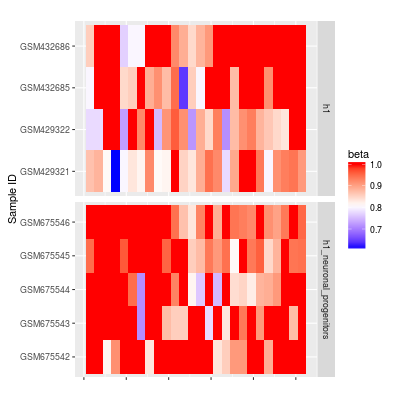 GSM432686
GSM432685
GSM429322
GSM429321
h1
GSM675546
GSM675545
GSM675544
GSM675543
GSM675542
h1_neuronal_progenitors
Sample ID
beta
1.0
0.9
0.8
0.7